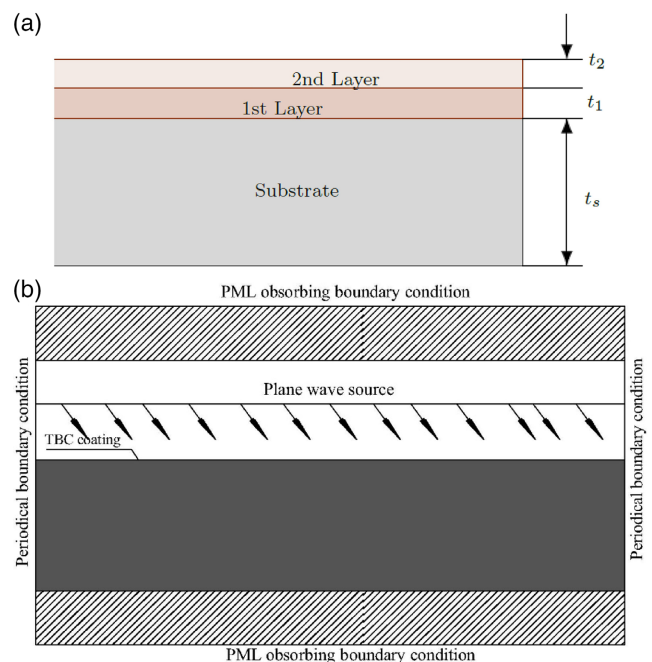 (a)
t2
2nd Layer
t1
1st Layer
Substrate
ts
(b)
PML obsorbing boundary condition
Periodical boundary condition
Plane wave source
TBC coating
Periodical boundary condition
PML obsorbing boundary condition